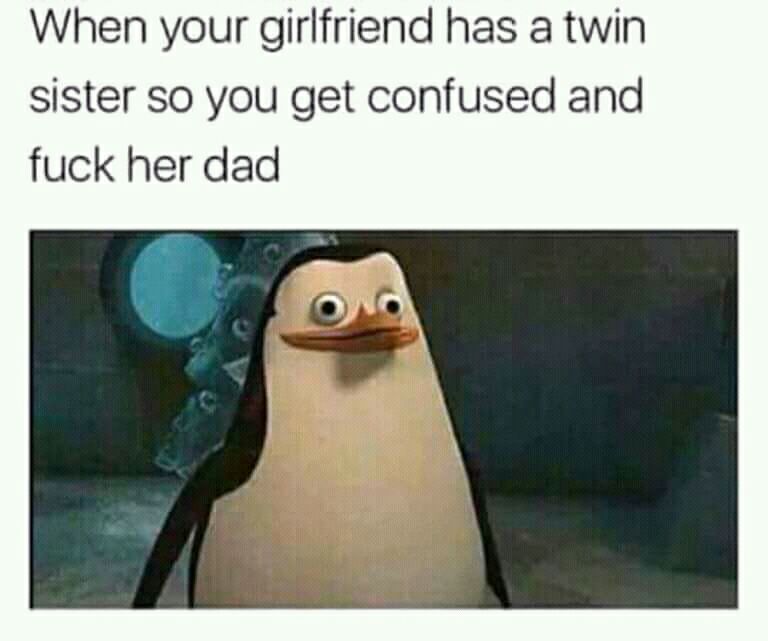 When your girlfriend has a twin
sister so you get confused and
fuck her dad